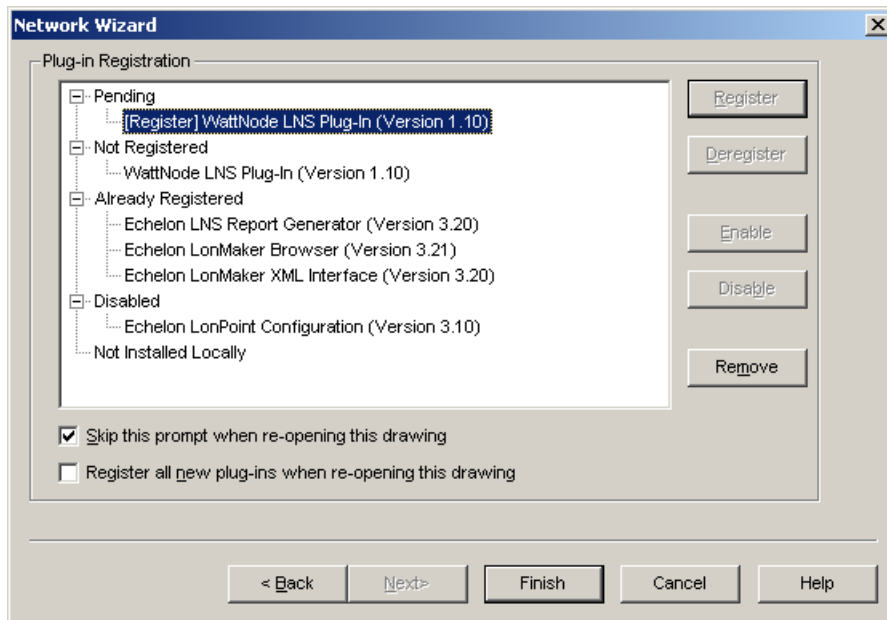 Network Wizard
Plug-in Registration
Pending
[Register] WattNode LNS Plug-In (Version 1.10)
Not Registered
WattNode LNS Plug-In (Version 1.10)
Already Registered
Echelon LNS Report Generator (Version 3.20)
Echelon LonMaker Browser (Version 3.21)
Echelon LonMaker XML Interface (Version 3.20)
Disabled
Echelon LonPoint Configuration (Version 3.10)
Not Installed Locally
Register
Deregister
Enable
Disable
Remove
Skip this prompt when re-opening this drawing
Register all new plug-ins when re-opening this drawing
< Back
Next>
Finish
Cancel
Help